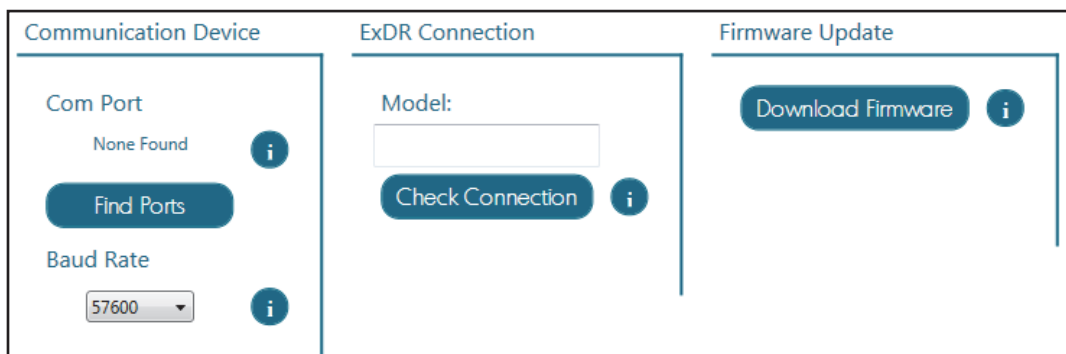 Communication Device
Com Port
None Found
i
Find Ports
Baud Rate
57600
i
ExDR Connection
Model:
Check Connection
i
Firmware Update
Download Firmware
i